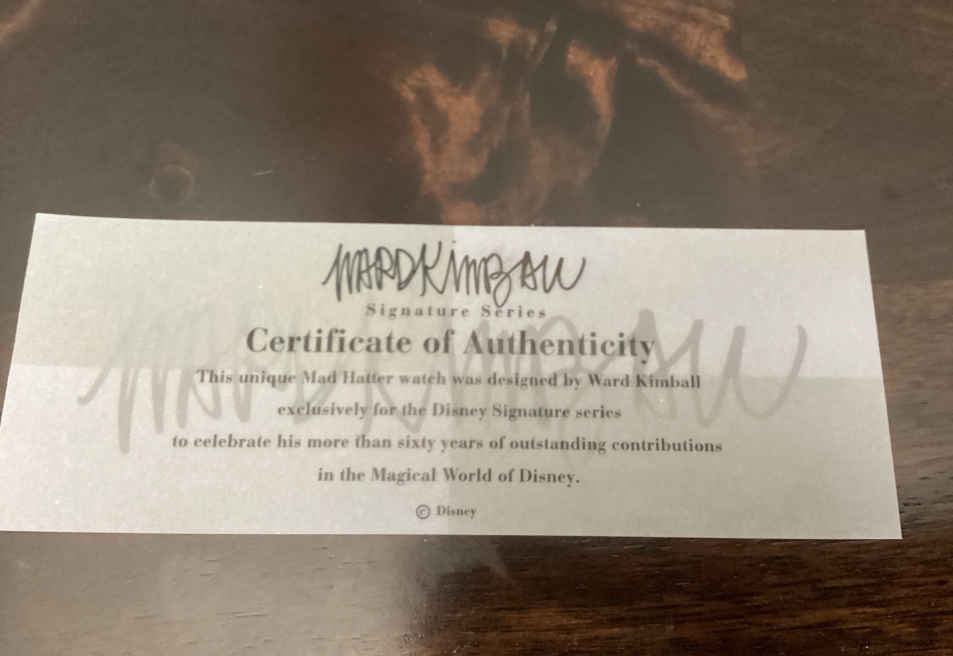 WARD KIMBALL
Signature Series
Certificate of Authenticity
This unique Mad Hatter watch was designed by Ward Kimball
exclusively for the Disney Signature series
to celebrate his more than sixty years of outstanding contributions
in the Magical World of Disney.
© Disney